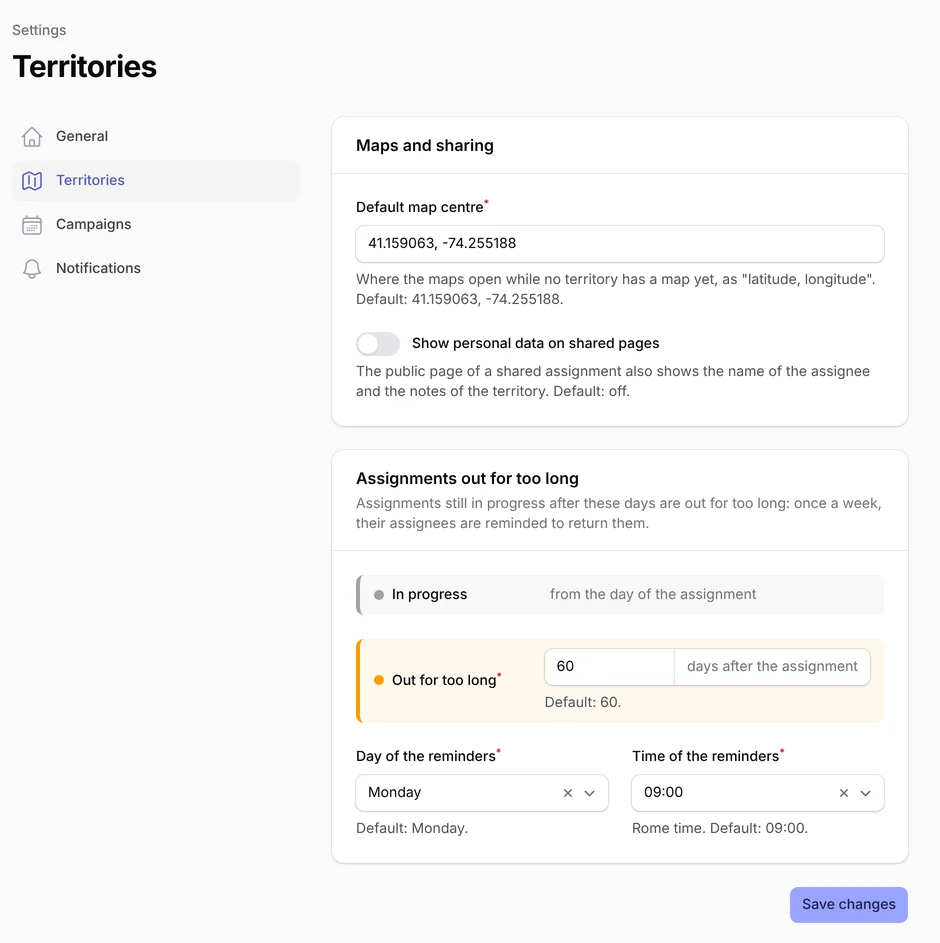 Settings
Territories
General
Territories
Campaigns
Notifications
Maps and sharing
Default map centre*
41.159063, -74.255188
Where the maps open while no territory has a map yet, as "latitude, longitude".
Default: 41.159063, -74.255188.
Show personal data on shared pages
The public page of a shared assignment also shows the name of the assignee
and the notes of the territory. Default: off.
Assignments out for too long
Assignments still in progress after these days are out for too long: once a week,
their assignees are reminded to return them.
In progress from the day of the assignment
Out for too long* 60 days after the assignment
Default: 60.
Day of the reminders*
Monday
Default: Monday.
Time of the reminders*
09:00
Rome time. Default: 09:00.
Save changes